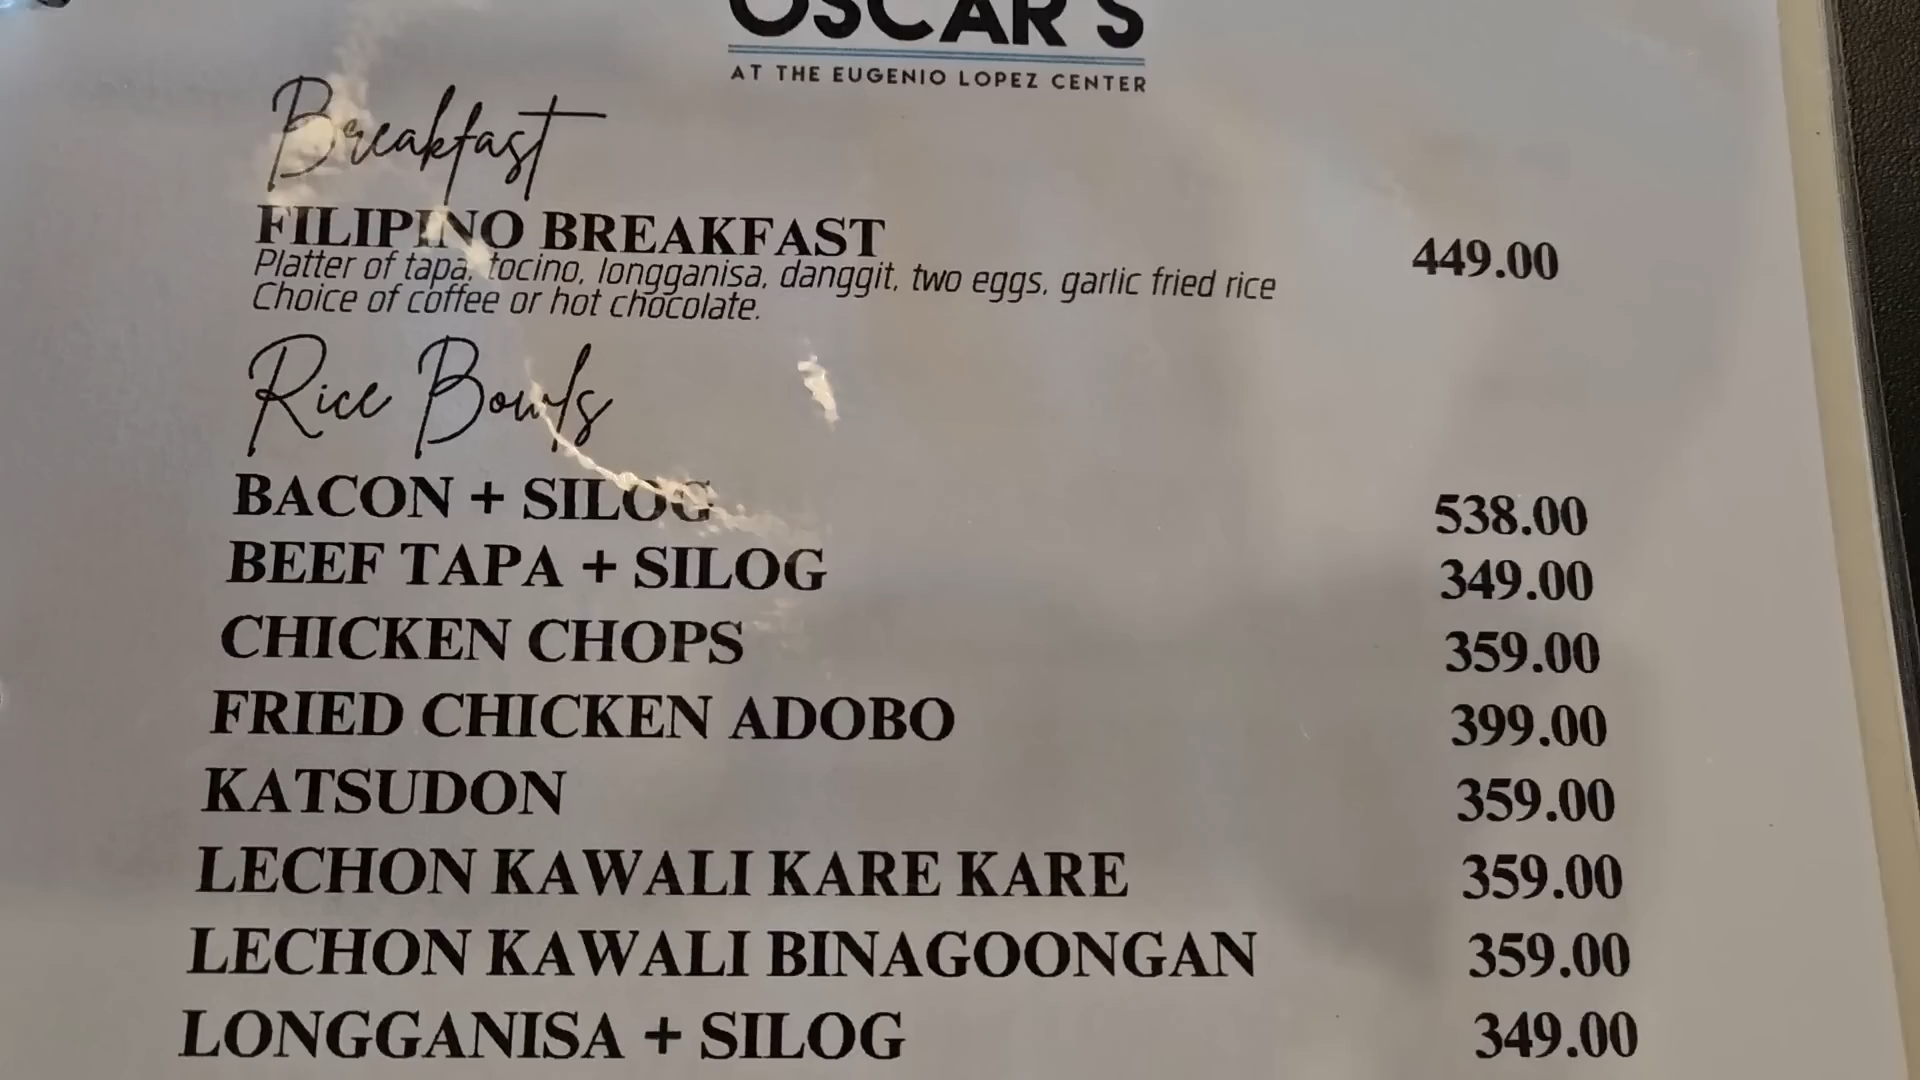 OSCAR'S
AT THE EUGENIO LOPEZ CENTER
Breakfast
FILIPINO BREAKFAST 449.00
Platter of tapa, tocino, longganisa, danggit, two eggs, garlic fried rice
Choice of coffee or hot chocolate.
Rice Bowls
BACON + SILOG 538.00
BEEF TAPA + SILOG 349.00
CHICKEN CHOPS 359.00
FRIED CHICKEN ADOBO 399.00
KATSUDON 359.00
LECHON KAWALI KARE KARE 359.00
LECHON KAWALI BINAGOONGAN 359.00
LONGGANISA + SILOG 349.00